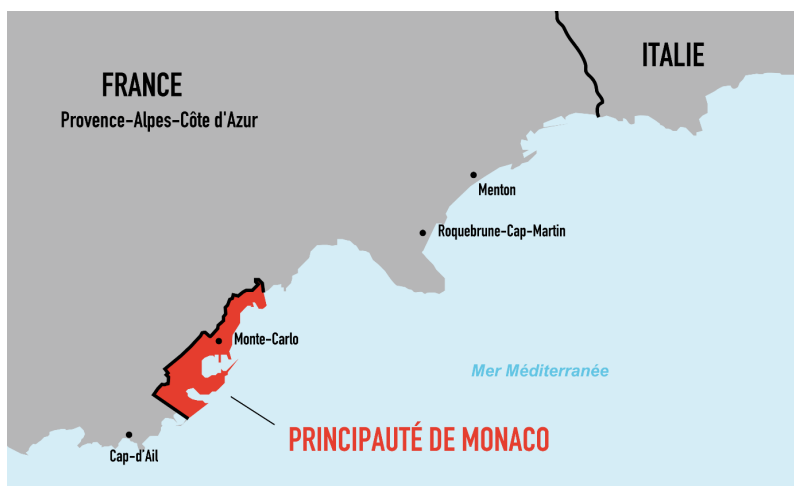 FRANCE
Provence-Alpes-Côte d'Azur
ITALIE
Menton
Roquebrune-Cap-Martin
Monte-Carlo
Mer Méditerranée
PRINCIPAUTÉ DE MONACO
Cap-d'Ail